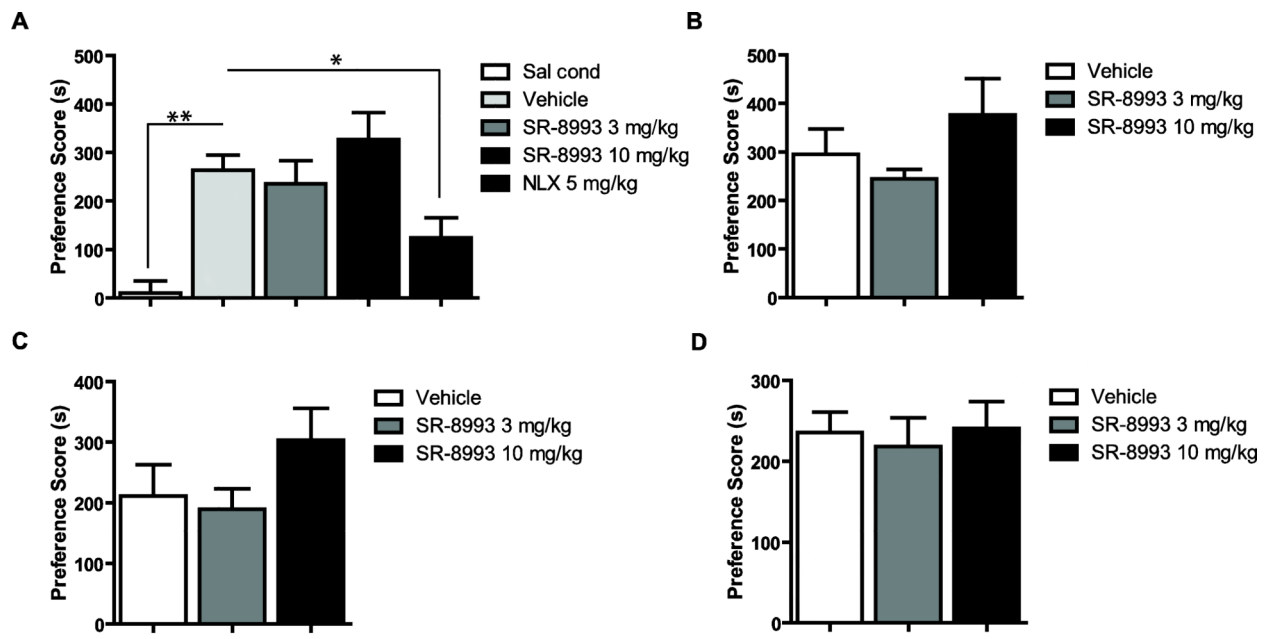 A
Preference Score (s)
500
400
300
200
100
0
**
*
Sal cond
Vehicle
SR-8993 3 mg/kg
SR-8993 10 mg/kg
NLX 5 mg/kg
B
Preference Score (s)
500
400
300
200
100
0
Vehicle
SR-8993 3 mg/kg
SR-8993 10 mg/kg
C
Preference Score (s)
400
300
200
100
0
Vehicle
SR-8993 3 mg/kg
SR-8993 10 mg/kg
D
Preference Score (s)
300
200
100
0
Vehicle
SR-8993 3 mg/kg
SR-8993 10 mg/kg